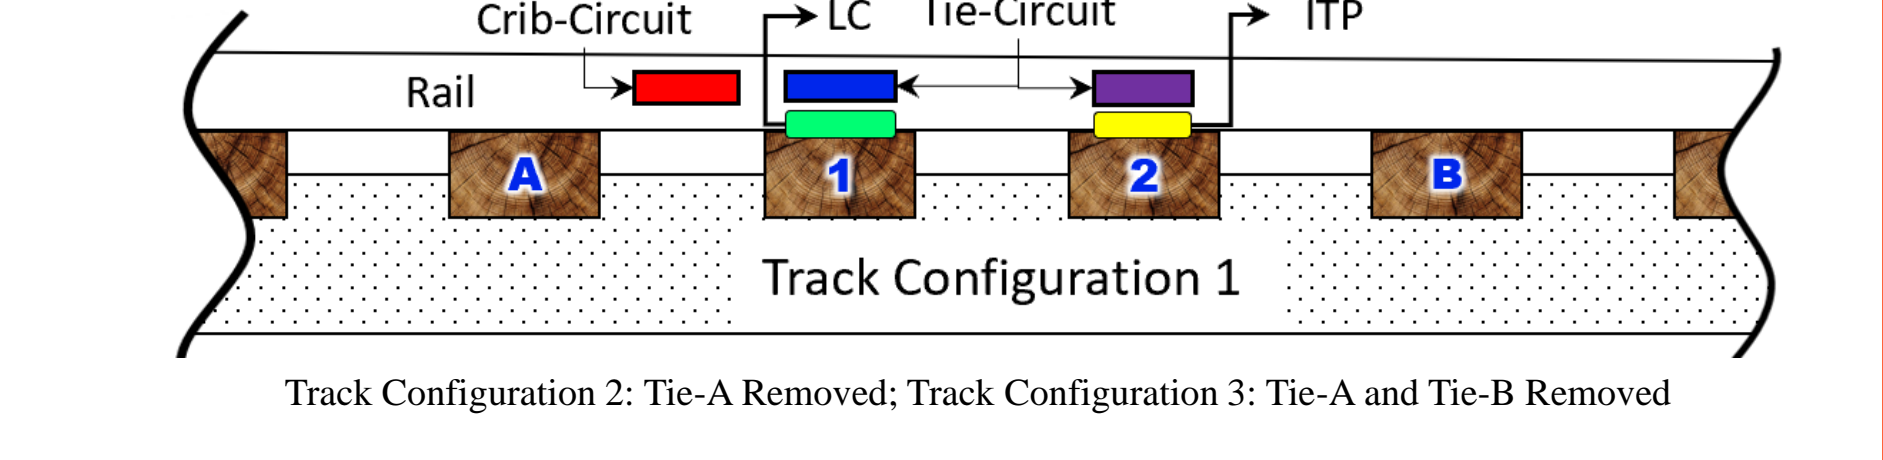 Crib-Circuit LC Tie-Circuit ITP
Rail
A 1 2 B
Track Configuration 1
Track Configuration 2: Tie-A Removed; Track Configuration 3: Tie-A and Tie-B Removed